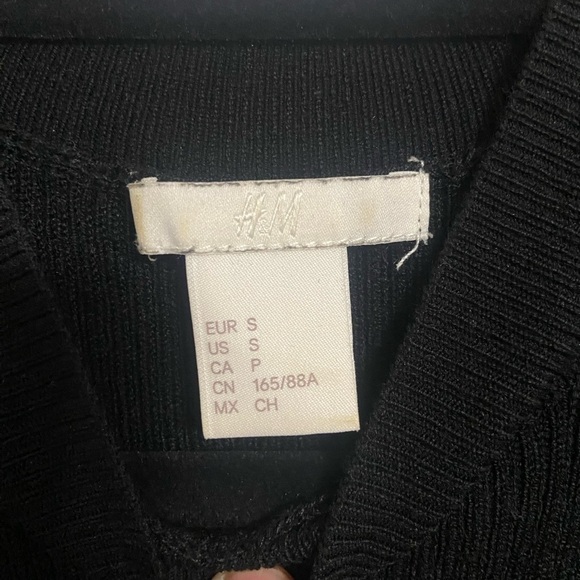 H&M
EUR S
US S
CA P
CN 165/88A
MX CH